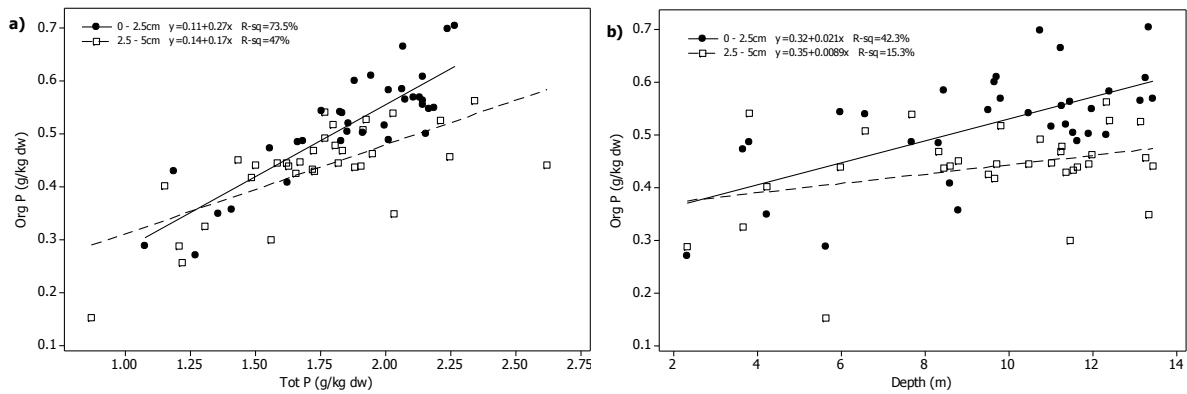 a)
0 - 2.5cm y=0.11+0.27x R-sq=73.5%
2.5 - 5cm y=0.14+0.17x R-sq=47%
0.7
0.6
0.5
0.4
0.3
0.2
0.1
Org P (g/kg dw)
1.00 1.25 1.50 1.75 2.00 2.25 2.50 2.75
Tot P (g/kg dw)
b)
0 - 2.5cm y=0.32+0.021x R-sq=42.3%
2.5 - 5cm y=0.35+0.0089x R-sq=15.3%
0.7
0.6
0.5
0.4
0.3
0.2
0.1
Org P (g/kg dw)
2 4 6 8 10 12 14
Depth (m)